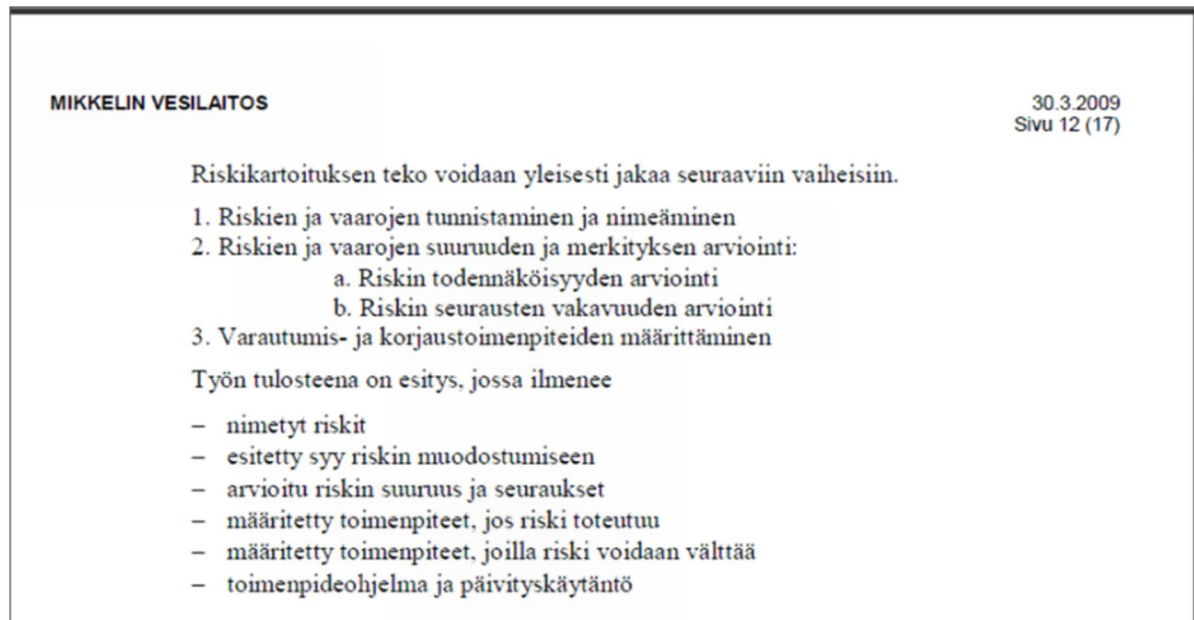 MIKKELIN VESILAITOS
30.3.2009
Sivu 12 (17)
Riskikartoituksen teko voidaan yleisesti jakaa seuraaviin vaiheisiin.
1. Riskien ja vaarojen tunnistaminen ja nimeäminen
2. Riskien ja vaarojen suuruuden ja merkityksen arviointi:
a. Riskin todennäköisyyden arviointi
b. Riskin seurausten vakavuuden arviointi
3. Varautumis- ja korjaustoimenpiteiden määrittäminen
Työn tulosteena on esitys, jossa ilmenee
– nimetyt riskit
– esitetty syy riskin muodostumiseen
– arvioitu riskin suuruus ja seuraukset
– määritetty toimenpiteet, jos riski toteutuu
– määritetty toimenpiteet, joilla riski voidaan välttää
– toimenpideohjelma ja päivityskäytäntö